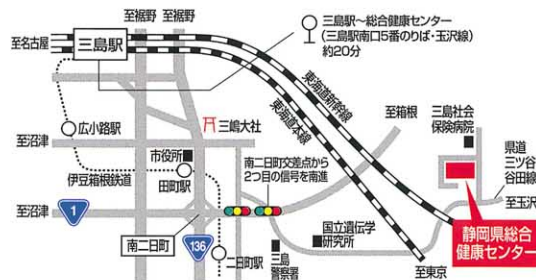 至裾野
至裾野
至名古屋
三島駅
三島駅〜総合健康センター
(三島駅南口5番のりば・玉沢線)
約20分
東海道新幹線
東海道本線
至箱根
三島社会
保険病院
県道
三ツ谷
谷田線
至玉沢
広小路駅
三嶋大社
至沼津
市役所
伊豆箱根鉄道
田町駅
南二日町交差点から
2つ目の信号を南進
至沼津
1
南二日町
136
二日町駅
三島
警察署
国立遺伝学
研究所
静岡県総合
健康センター
至東京